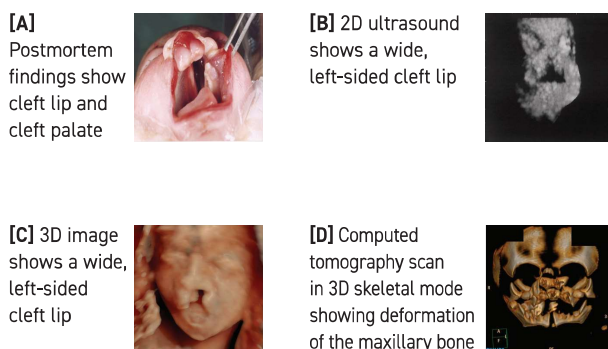 [A]
Postmortem
findings show
cleft lip and
cleft palate
[B] 2D ultrasound
shows a wide,
left-sided cleft lip
[C] 3D image
shows a wide,
left-sided
cleft lip
[D] Computed
tomography scan
in 3D skeletal mode
showing deformation
of the maxillary bone